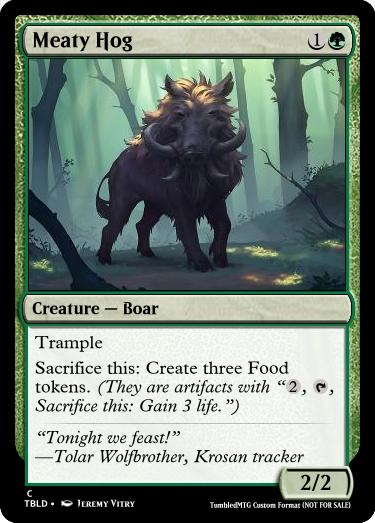 Meaty Hog 1
Creature — Boar
Trample
Sacrifice this: Create three Food
tokens. (They are artifacts with “2, ,
Sacrifice this: Gain 3 life.”)
“Tonight we feast!”
—Tolar Wolfbrother, Krosan tracker
2/2
C
TBLD • Jeremy Vitry
TumbledMTG Custom Format (NOT FOR SALE)